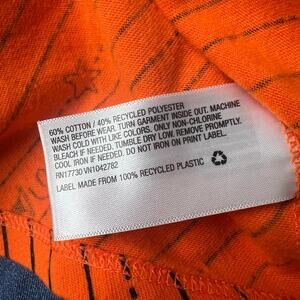 60% COTTON / 40% RECYCLED POLYESTER
WASH BEFORE WEAR. TURN GARMENT INSIDE OUT. MACHINE
WASH COLD WITH LIKE COLORS. ONLY NON-CHLORINE
BLEACH IF NEEDED. TUMBLE DRY LOW. REMOVE PROMPTLY.
COOL IRON IF NEEDED. DO NOT IRON ON PRINT.
RN17730 VN1042782
LABEL MADE FROM 100% RECYCLED PLASTIC